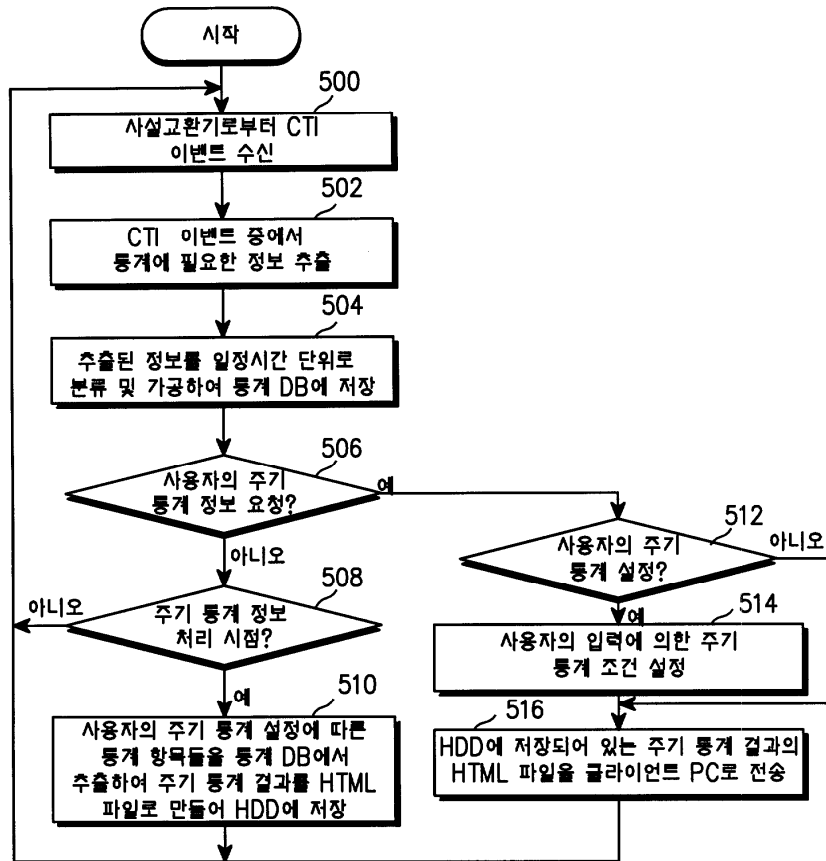 시작
500
사설교환기로부터 CTI
이벤트 수신
502
CTI 이벤트 중에서
통계에 필요한 정보 추출
504
추출된 정보를 일정시간 단위로
분류 및 가공하여 통계 DB에 저장
506
사용자의 주기
통계 정보 요청?
예
아니오
508
주기 통계 정보
처리 시점?
아니오
예
510
사용자의 주기 통계 설정에 따른
통계 항목들을 통계 DB에서
추출하여 주기 통계 결과를 HTML
파일로 만들어 HDD에 저장
512
사용자의 주기
통계 설정?
아니오
예
514
사용자의 입력에 의한 주기
통계 조건 설정
516
HDD에 저장되어 있는 주기 통계 결과의
HTML 파일을 클라이언트 PC로 전송